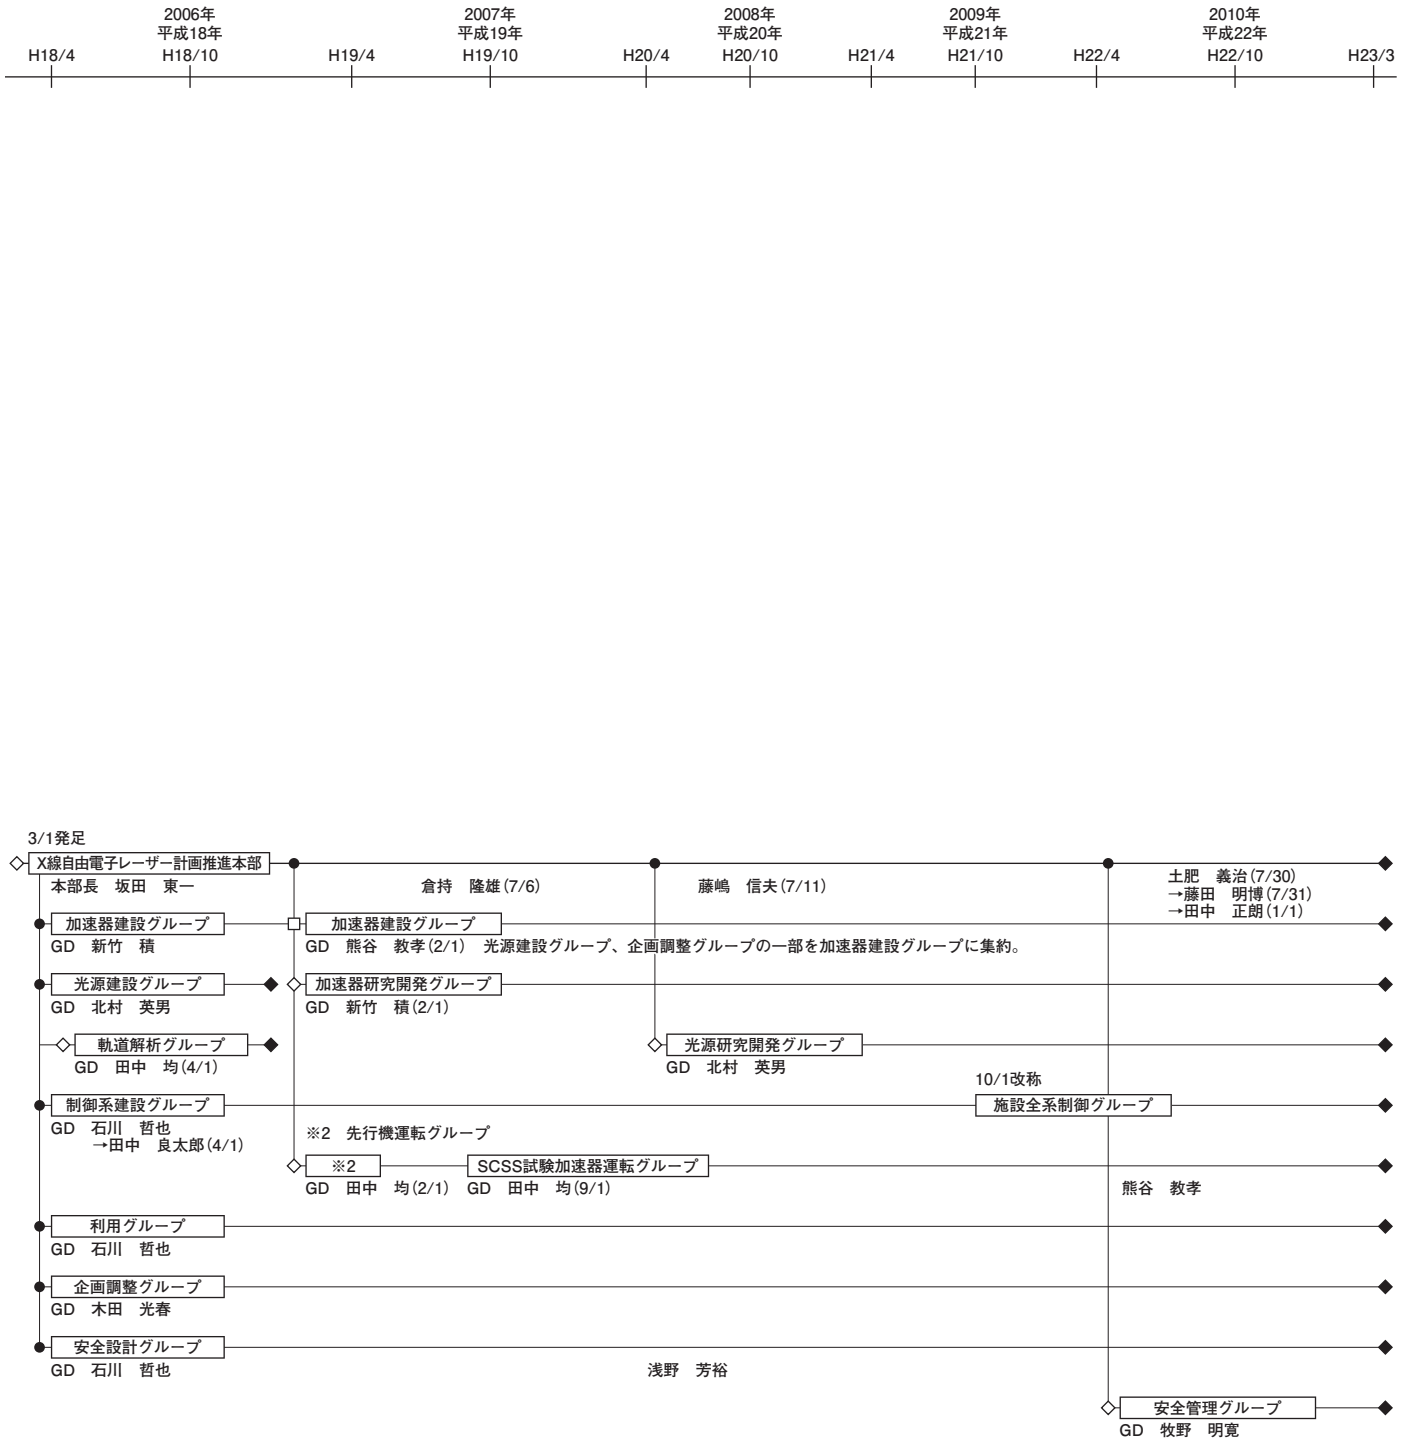 2006年 2007年 2008年 2009年 2010年
平成18年 平成19年 平成20年 平成21年 平成22年
H18/4 H18/10 H19/4 H19/10 H20/4 H20/10 H21/4 H21/10 H22/4 H22/10 H23/3
3/1発足
X線自由電子レーザー計画推進本部
本部長 坂田 東一 倉持 隆雄(7/6) 藤嶋 信夫(7/11) 土肥 義治(7/30)
→藤田 明博(7/31)
→田中 正朗(1/1)
加速器建設グループ 加速器建設グループ
GD 新竹 積 GD 熊谷 教孝(2/1) 光源建設グループ、企画調整グループの一部を加速器建設グループに集約。
光源建設グループ 加速器研究開発グループ
GD 北村 英男 GD 新竹 積(2/1)
軌道解析グループ 光源研究開発グループ
GD 田中 均(4/1) GD 北村 英男
10/1改称
制御系建設グループ 施設全系制御グループ
GD 石川 哲也
→田中 良太郎(4/1)
※2 先行機運転グループ
※2 SCSS試験加速器運転グループ
GD 田中 均(2/1) GD 田中 均(9/1) 熊谷 教孝
利用グループ
GD 石川 哲也
企画調整グループ
GD 木田 光春
安全設計グループ
GD 石川 哲也 浅野 芳裕
安全管理グループ
GD 牧野 明寛